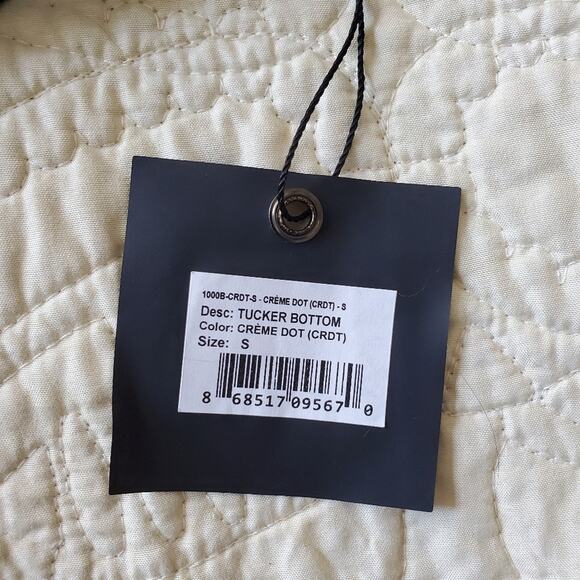 1000B-CRDT-S - CRÈME DOT (CRDT) - S
Desc: TUCKER BOTTOM
Color: CRÈME DOT (CRDT)
Size: S
8 68517 09567 0